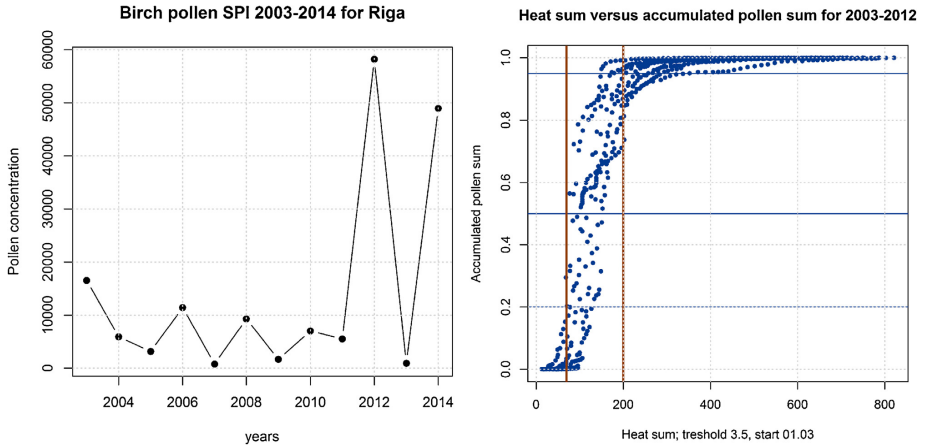 Birch pollen SPI 2003-2014 for Riga
Pollen concentration
60000
50000
40000
30000
20000
10000
0
2004 2006 2008 2010 2012 2014
years
Heat sum versus accumulated pollen sum for 2003-2012
Accumulated pollen sum
1.0
0.8
0.6
0.4
0.2
0.0
0 200 400 600 800
Heat sum; treshold 3.5, start 01.03